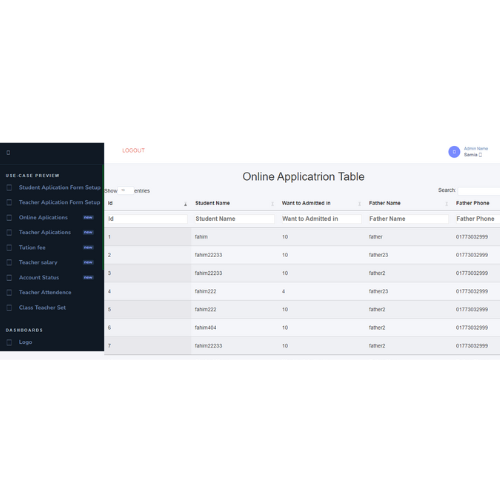 LOGOUT
Admin Name
Samia
USE-CASE PREVIEW
Student Aplication Form Setup
Teacher Aplication Form Setup
Online Aplications new
Teacher Aplications new
Tution fee new
Teacher salary new
Account Status new
Teacher Attendence
Class Teacher Set
DASHBOARDS
Logo
Online Applicatrion Table
Show entries
Search:
Id Student Name Want to Admitted in Father Name Father Phone
Id Student Name Want to Admitted in Father Name Father Phone
1 fahim 10 father 01773032999
2 fahim22233 10 father23 01773032999
3 fahim22233 10 father2 01773032999
4 fahim222 4 father23 01773032999
5 fahim222 10 father2 01773032999
6 fahim404 10 father2 01773032999
7 fahim22233 10 father2 01773032999